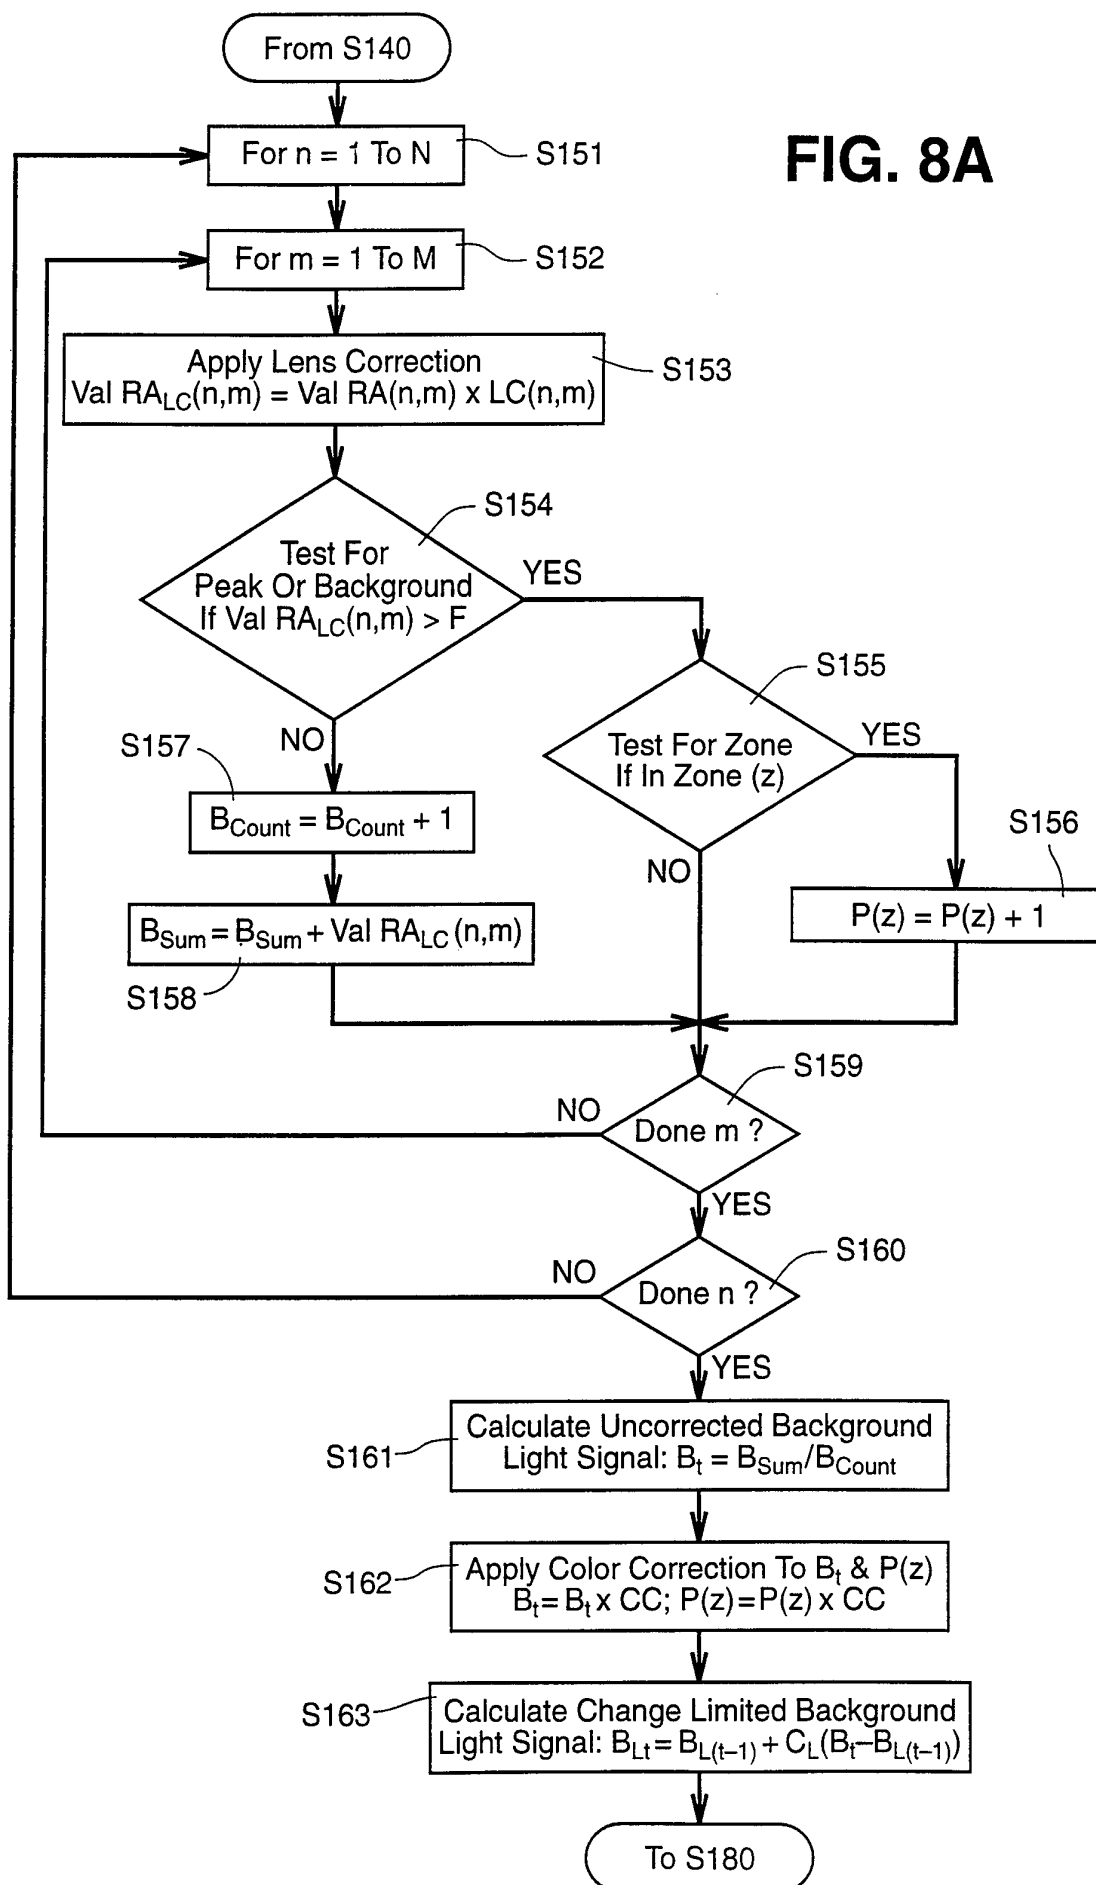 From S140
FIG. 8A
For n = 1 To N
S151
For m = 1 To M
S152
Apply Lens Correction
Val RA_LC(n,m) = Val RA(n,m) x LC(n,m)
S153
S154
Test For
Peak Or Background
If Val RA_LC(n,m) > F
YES
NO
S155
Test For Zone
If In Zone (z)
YES
NO
S156
P(z) = P(z) + 1
S157
B_Count = B_Count + 1
B_Sum = B_Sum + Val RA_LC (n,m)
S158
S159
Done m ?
NO
YES
S160
Done n ?
NO
YES
S161
Calculate Uncorrected Background
Light Signal: B_t = B_Sum/B_Count
S162
Apply Color Correction To B_t & P(z)
B_t = B_t x CC; P(z) = P(z) x CC
S163
Calculate Change Limited Background
Light Signal: B_Lt = B_L(t–1) + C_L(B_t–B_L(t–1))
To S180